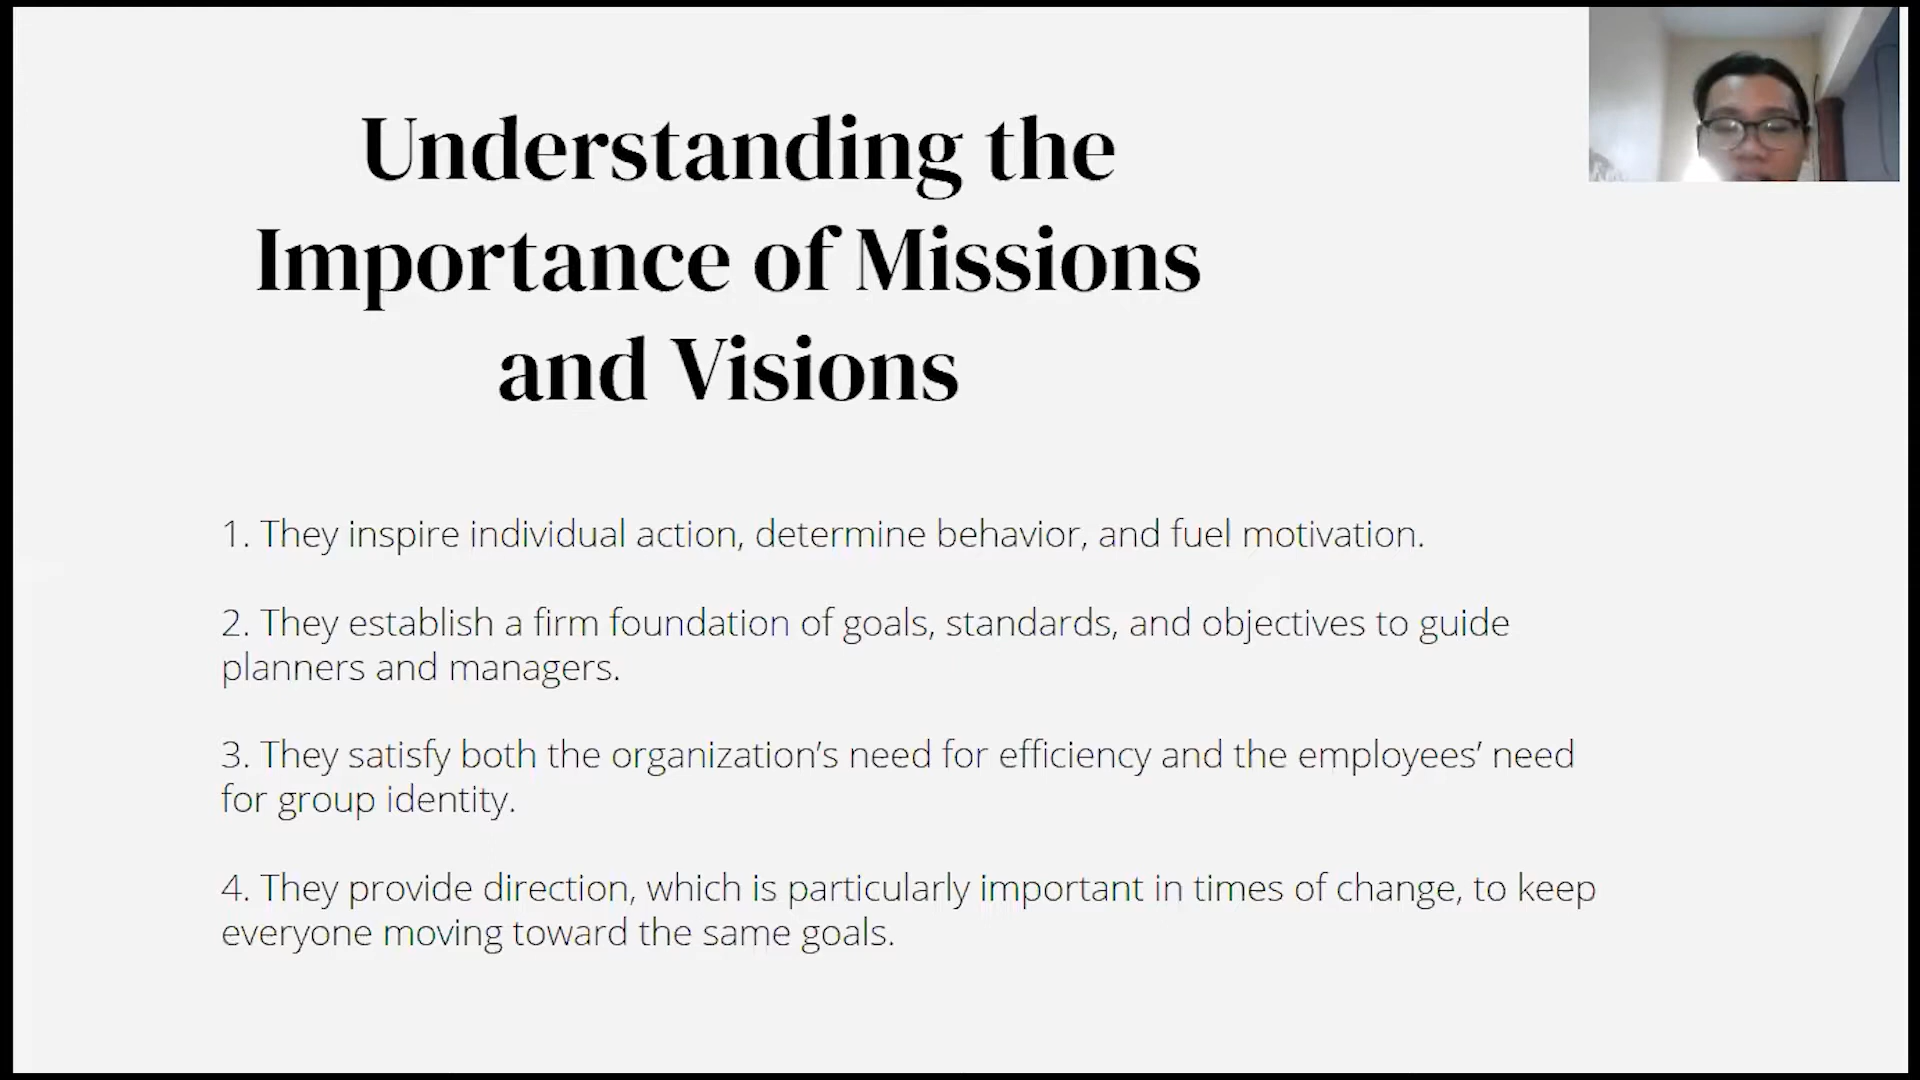 Understanding the
Importance of Missions
and Visions
1. They inspire individual action, determine behavior, and fuel motivation.
2. They establish a firm foundation of goals, standards, and objectives to guide
planners and managers.
3. They satisfy both the organization’s need for efficiency and the employees’ need
for group identity.
4. They provide direction, which is particularly important in times of change, to keep
everyone moving toward the same goals.